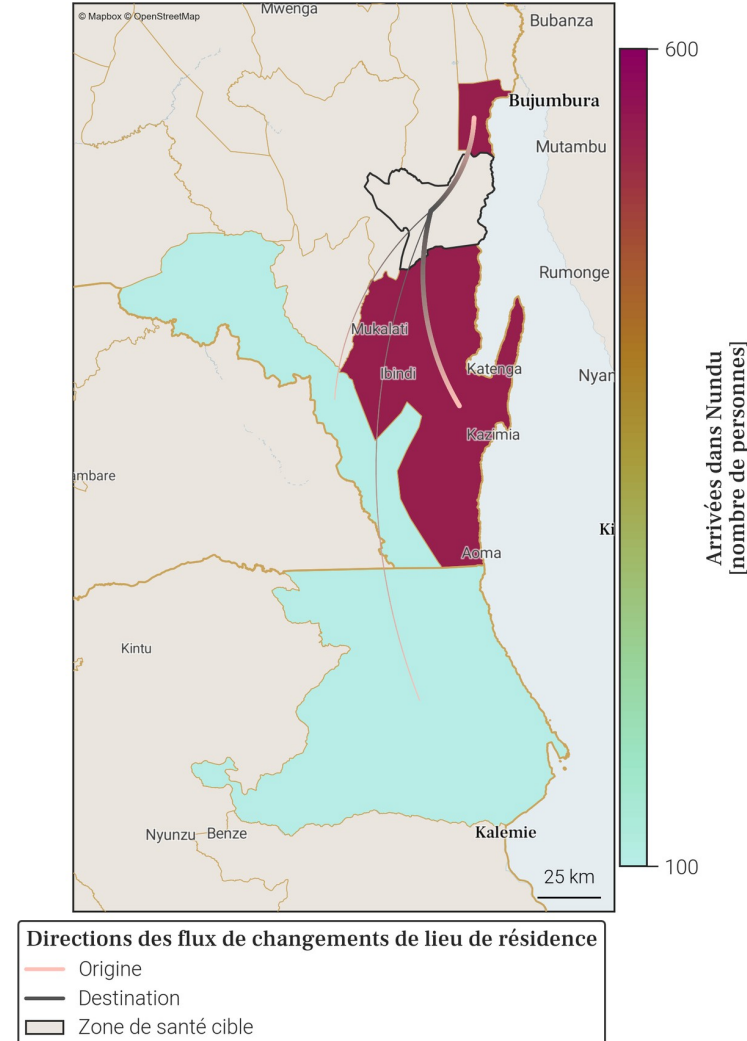 © Mapbox © OpenStreetMap
Mwenga
Bubanza
Bujumbura
Mutambu
Rumonge
Mukalati
Ibindi
Katenga
Nyan
Kazimia
mbare
Ki
Aoma
Kintu
Nyunzu
Benze
Kalemie
25 km
600
100
Arrivées dans Nundu
[nombre de personnes]
Directions des flux de changements de lieu de résidence
Origine
Destination
Zone de santé cible